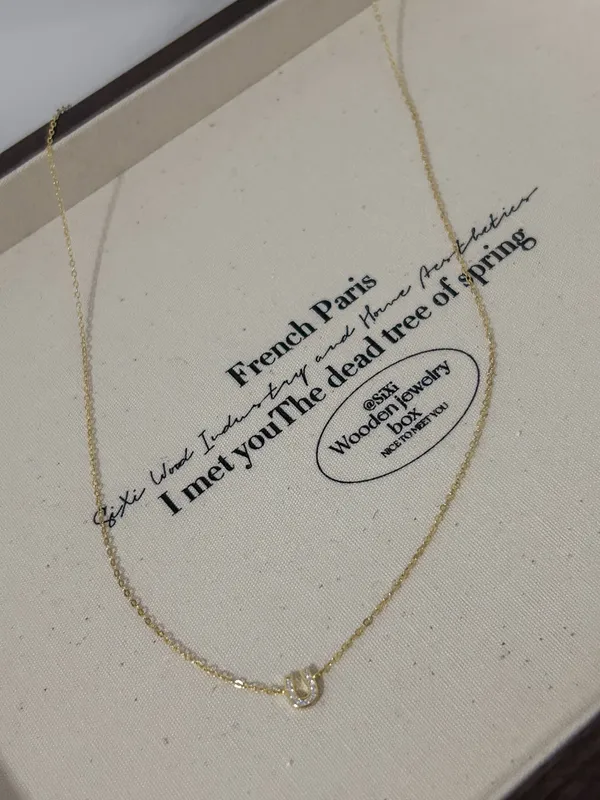 French Paris
SiXi Wood Industry and Home Aesthetics
I met youThe dead tree of spring
@SiXi
Wooden jewelry
box
NICE TO MEET YOU
U